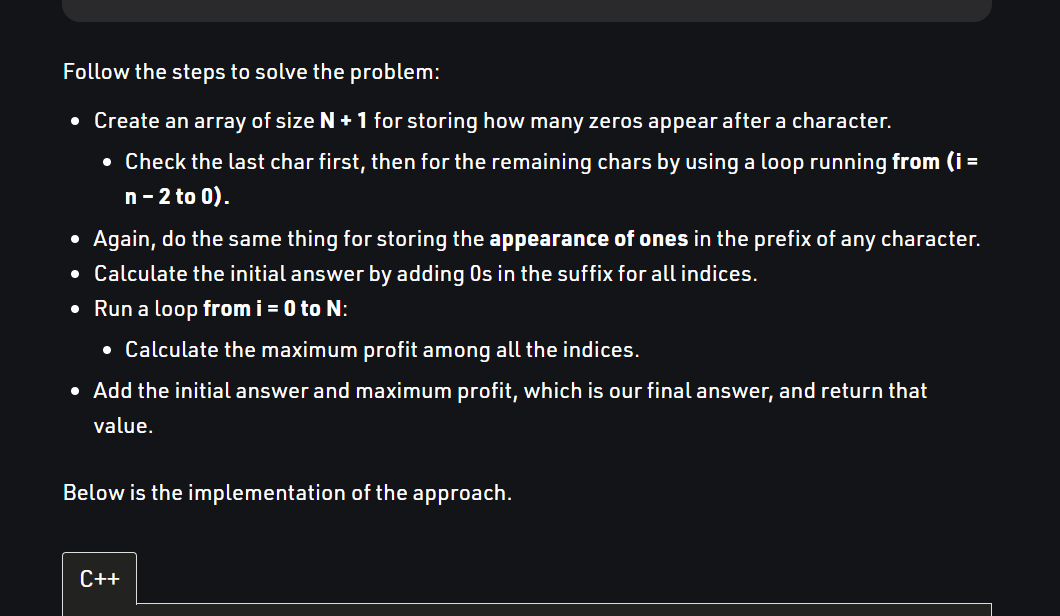 Follow the steps to solve the problem:
• Create an array of size N + 1 for storing how many zeros appear after a character.
• Check the last char first, then for the remaining chars by using a loop running from (i =
n – 2 to 0).
• Again, do the same thing for storing the appearance of ones in the prefix of any character.
• Calculate the initial answer by adding 0s in the suffix for all indices.
• Run a loop from i = 0 to N:
• Calculate the maximum profit among all the indices.
• Add the initial answer and maximum profit, which is our final answer, and return that
value.
Below is the implementation of the approach.
C++